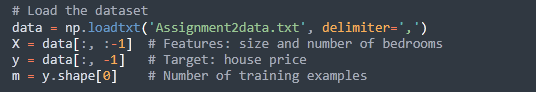 # Load the dataset
data = np.loadtxt('Assignment2data.txt', delimiter=',')
X = data[:, :-1]  # Features: size and number of bedrooms
y = data[:, -1]   # Target: house price
m = y.shape[0]    # Number of training examples